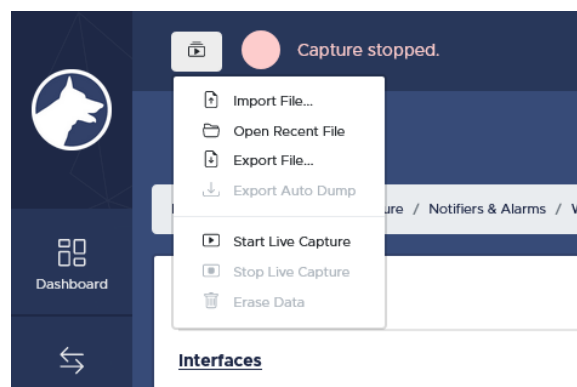 Capture stopped.
Import File...
Open Recent File
Export File...
Export Auto Dump
/ Notifiers & Alarms /
Start Live Capture
Stop Live Capture
Erase Data
Dashboard
Interfaces